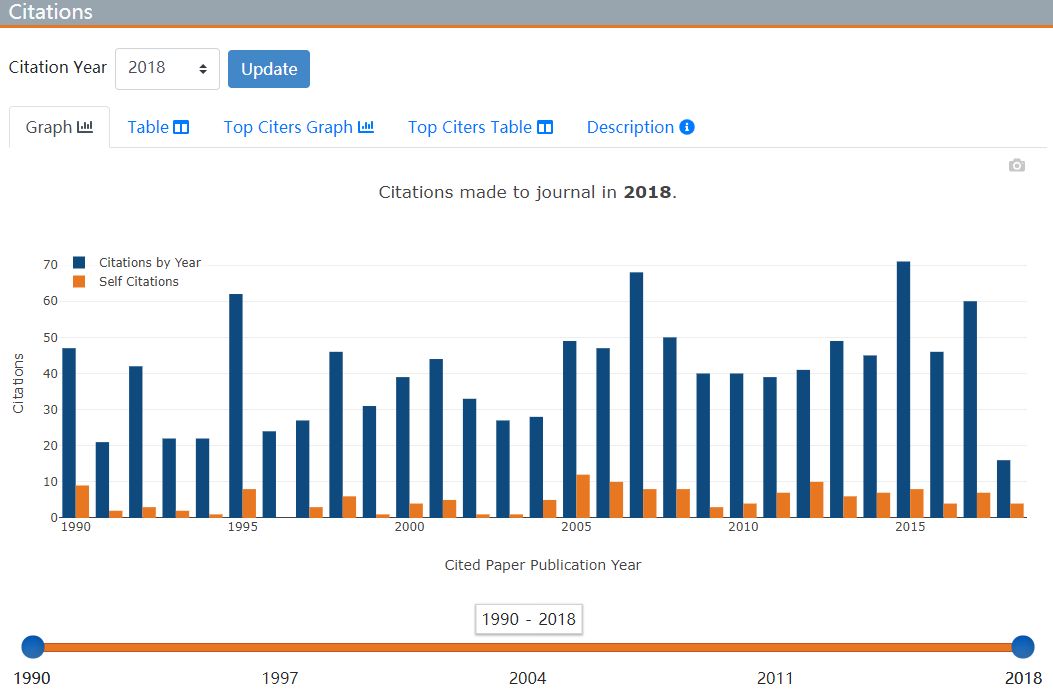 Citations
Citation Year 2018 Update
Graph Table Top Citers Graph Top Citers Table Description
Citations made to journal in 2018.
Citations by Year
Self Citations
70
60
50
40
30
20
10
0
Citations
1990 1995 2000 2005 2010 2015
Cited Paper Publication Year
1990 - 2018
1990 1997 2004 2011 2018